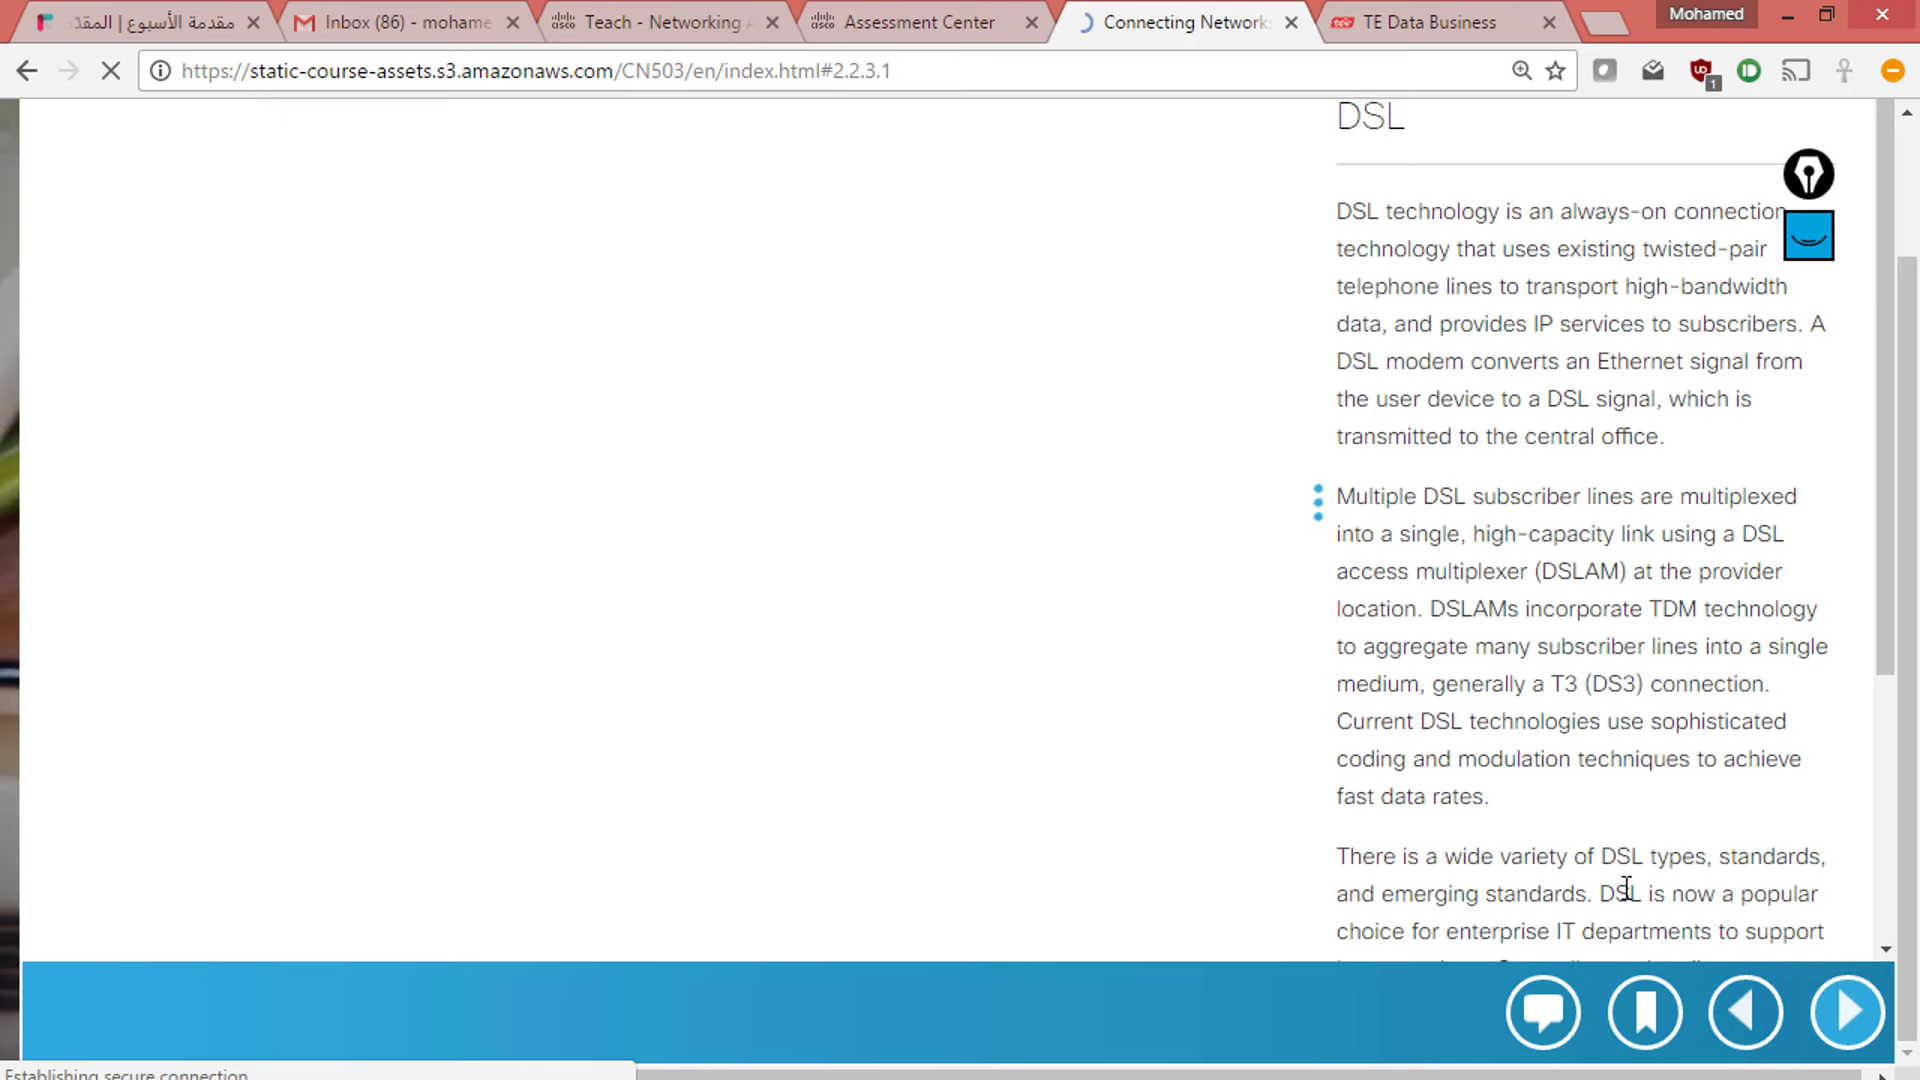 مقدمة الأسبوع | المقدّ
Inbox (86) - mohame
Teach - Networking A
Assessment Center
Connecting Network
TE Data Business
Mohamed
https://static-course-assets.s3.amazonaws.com/CN503/en/index.html#2.2.3.1
1
DSL
DSL technology is an always-on connection
technology that uses existing twisted-pair
telephone lines to transport high-bandwidth
data, and provides IP services to subscribers. A
DSL modem converts an Ethernet signal from
the user device to a DSL signal, which is
transmitted to the central office.
Multiple DSL subscriber lines are multiplexed
into a single, high-capacity link using a DSL
access multiplexer (DSLAM) at the provider
location. DSLAMs incorporate TDM technology
to aggregate many subscriber lines into a single
medium, generally a T3 (DS3) connection.
Current DSL technologies use sophisticated
coding and modulation techniques to achieve
fast data rates.
There is a wide variety of DSL types, standards,
and emerging standards. DSL is now a popular
choice for enterprise IT departments to support
Establishing secure connection